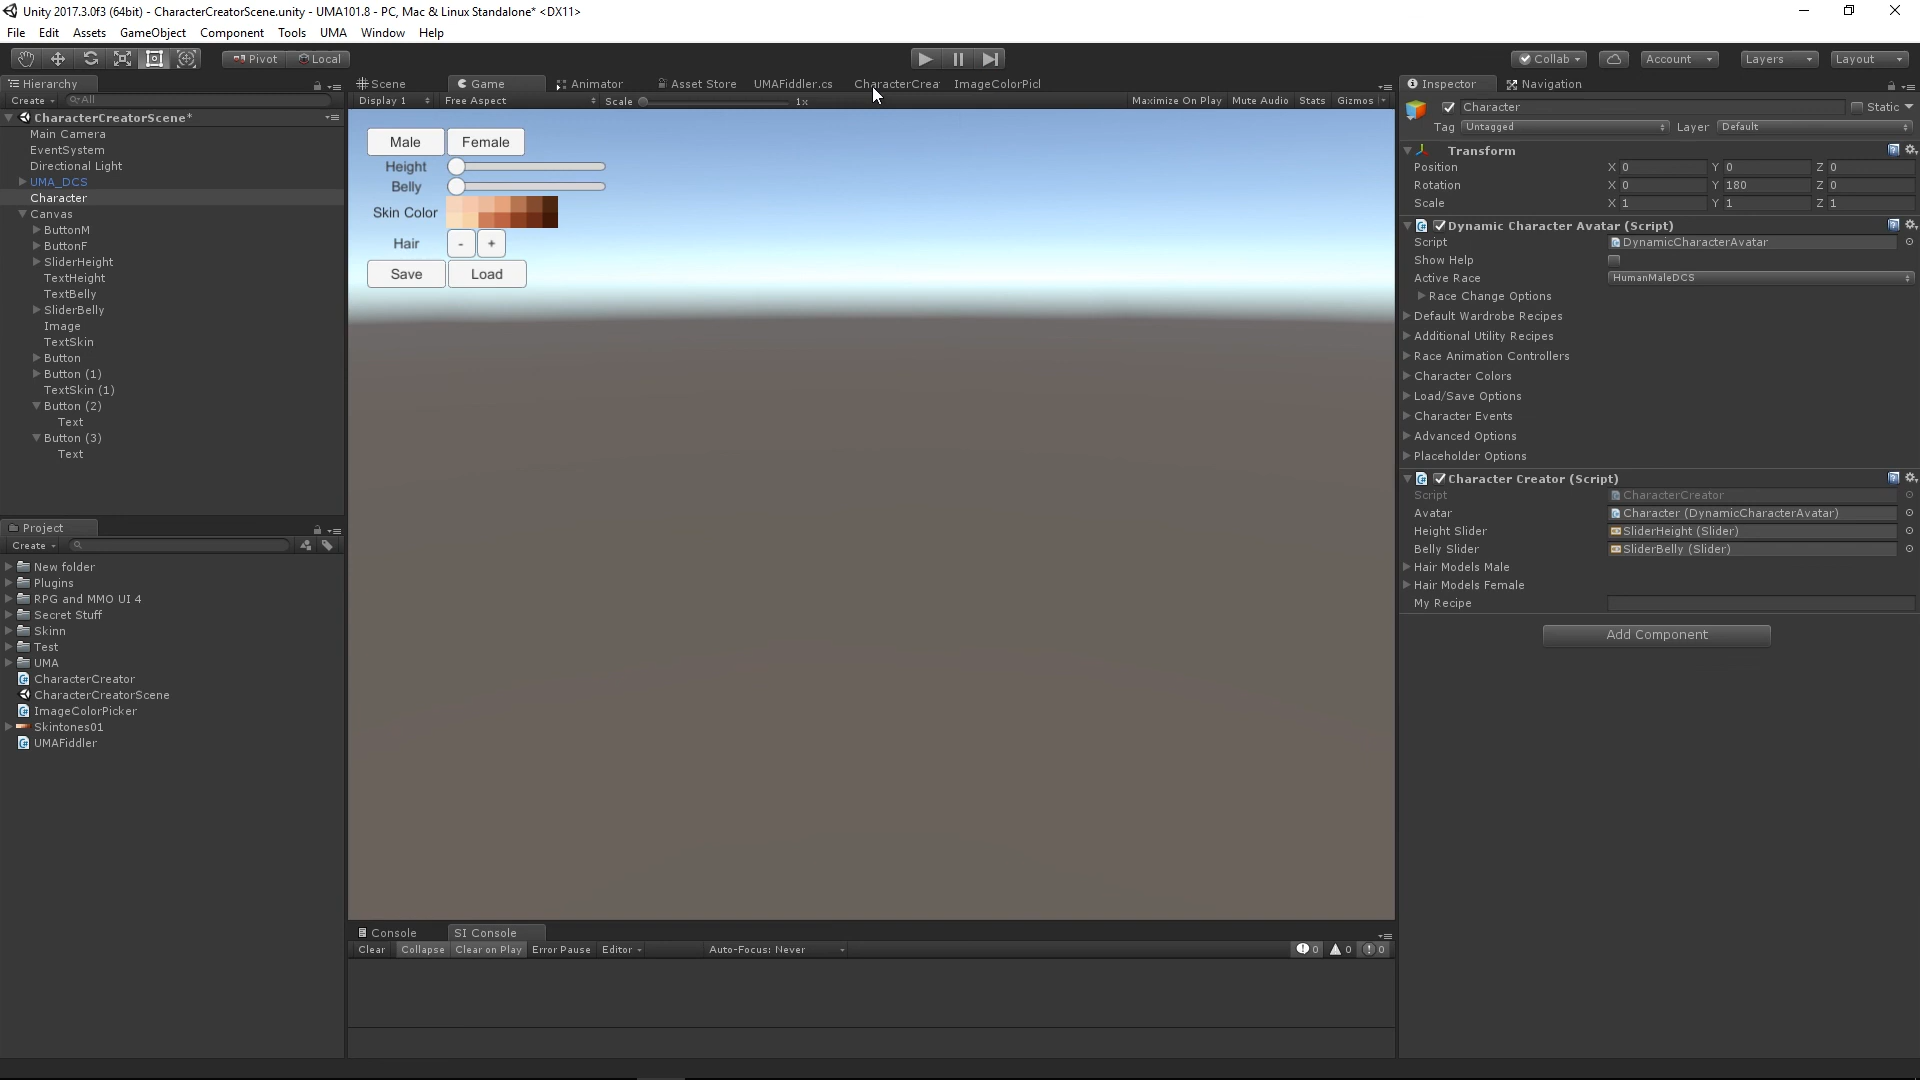 Unity 2017.3.0f3 (64bit) - CharacterCreatorScene.unity - UMA101.8 - PC, Mac & Linux Standalone* <DX11>
File Edit Assets GameObject Component Tools UMA Window Help
Pivot Local Collab Account Layers Layout
Hierarchy
Create All
CharacterCreatorScene*
Main Camera
EventSystem
Directional Light
UMA_DCS
Character
Canvas
ButtonM
ButtonF
SliderHeight
TextHeight
TextBelly
SliderBelly
Image
TextSkin
Button
Button (1)
TextSkin (1)
Button (2)
Text
Button (3)
Text
Project
Create
New folder
Plugins
RPG and MMO UI 4
Secret Stuff
Skinn
Test
UMA
CharacterCreator
CharacterCreatorScene
ImageColorPicker
Skintones01
UMAFiddler
Scene Game Animator Asset Store UMAFiddler.cs CharacterCrea ImageColorPicl
Display 1 Free Aspect Scale 1x Maximize On Play Mute Audio Stats Gizmos
Male Female
Height
Belly
Skin Color
Hair - +
Save Load
Console SI Console
Clear Collapse Clear on Play Error Pause Editor Auto-Focus: Never 0 0 0
Inspector Navigation
Character Static
Tag Untagged Layer Default
Transform
Position X 0 Y 0 Z 0
Rotation X 0 Y 180 Z 0
Scale X 1 Y 1 Z 1
Dynamic Character Avatar (Script)
Script DynamicCharacterAvatar
Show Help
Active Race HumanMaleDCS
Race Change Options
Default Wardrobe Recipes
Additional Utility Recipes
Race Animation Controllers
Character Colors
Load/Save Options
Character Events
Advanced Options
Placeholder Options
Character Creator (Script)
Script CharacterCreator
Avatar Character (DynamicCharacterAvatar)
Height Slider SliderHeight (Slider)
Belly Slider SliderBelly (Slider)
Hair Models Male
Hair Models Female
My Recipe
Add Component